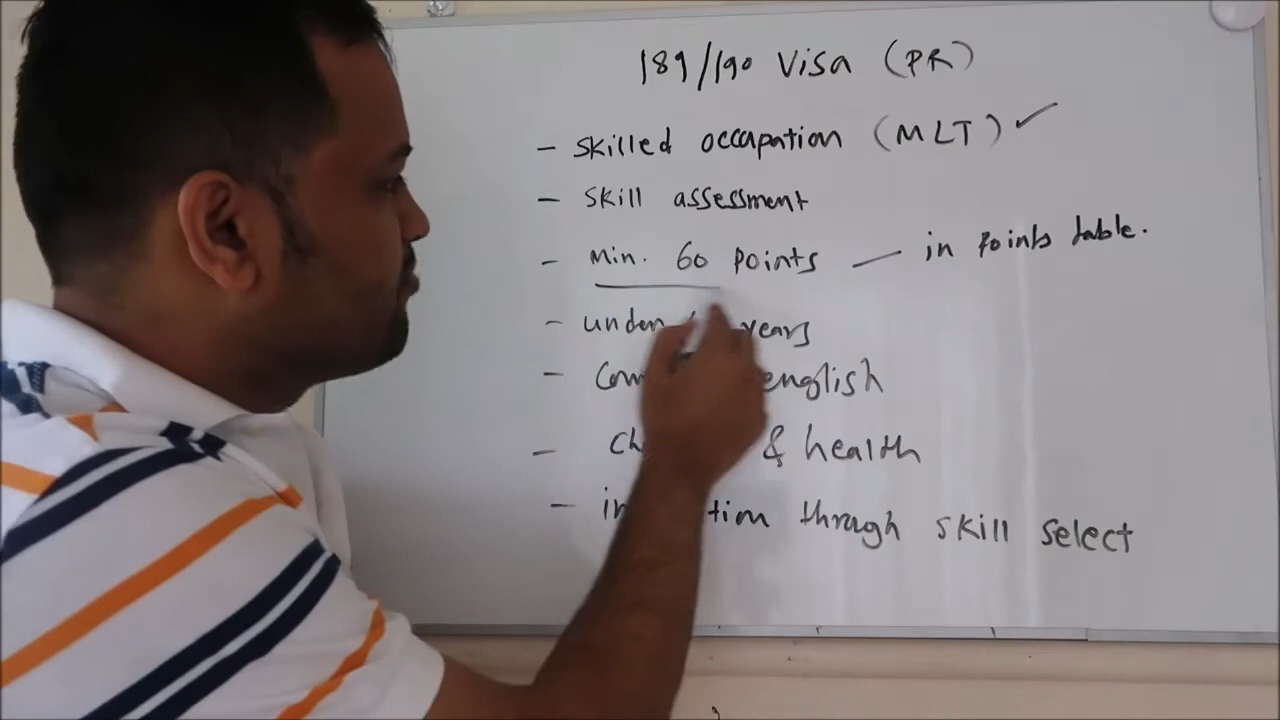 189/190 Visa (PR)
- Skilled occapation (MLT) ✓
- Skill assessment
- Min. 60 points — in points table.
- under years
- english
- & health
- through skill select